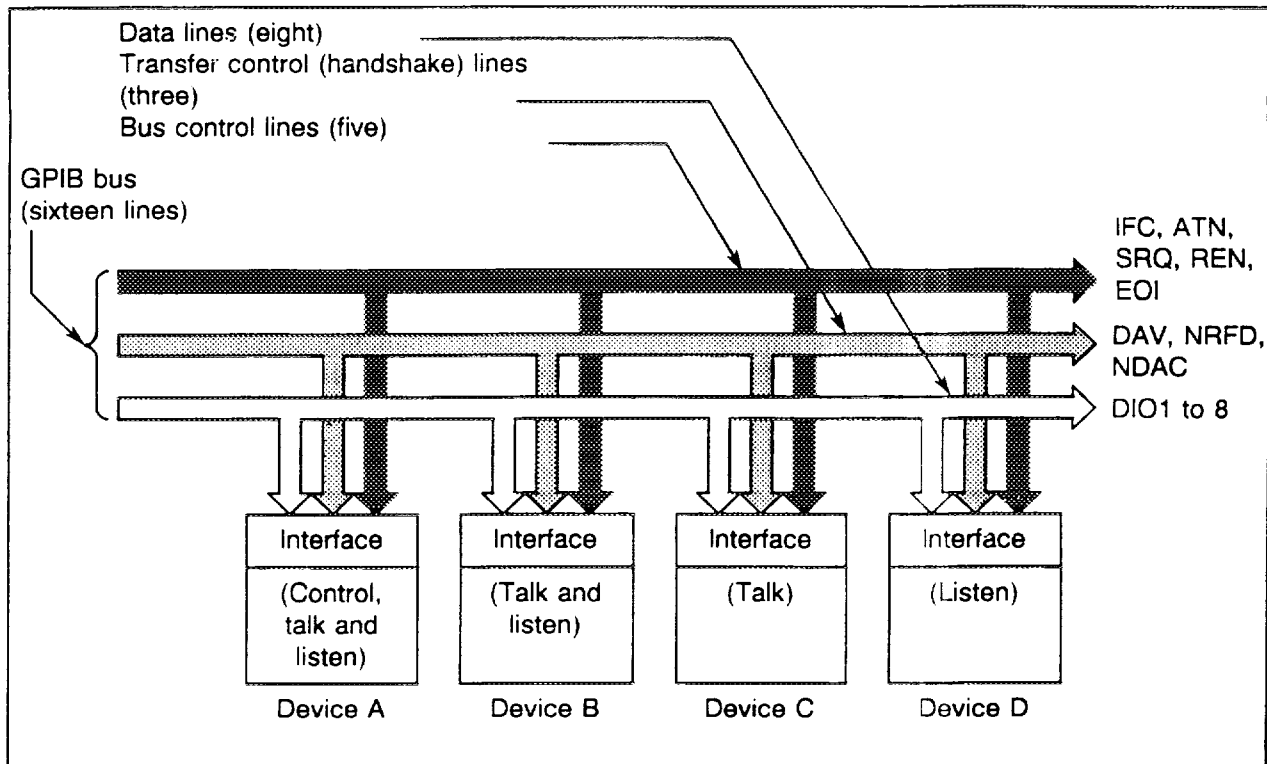 Data lines (eight)
Transfer control (handshake) lines
(three)
Bus control lines (five)
GPIB bus
(sixteen lines)
IFC, ATN,
SRQ, REN,
EOI
DAV, NRFD,
NDAC
DIO1 to 8
Interface
(Control,
talk and
listen)
Device A
Interface
(Talk and
listen)
Device B
Interface
(Talk)
Device C
Interface
(Listen)
Device D